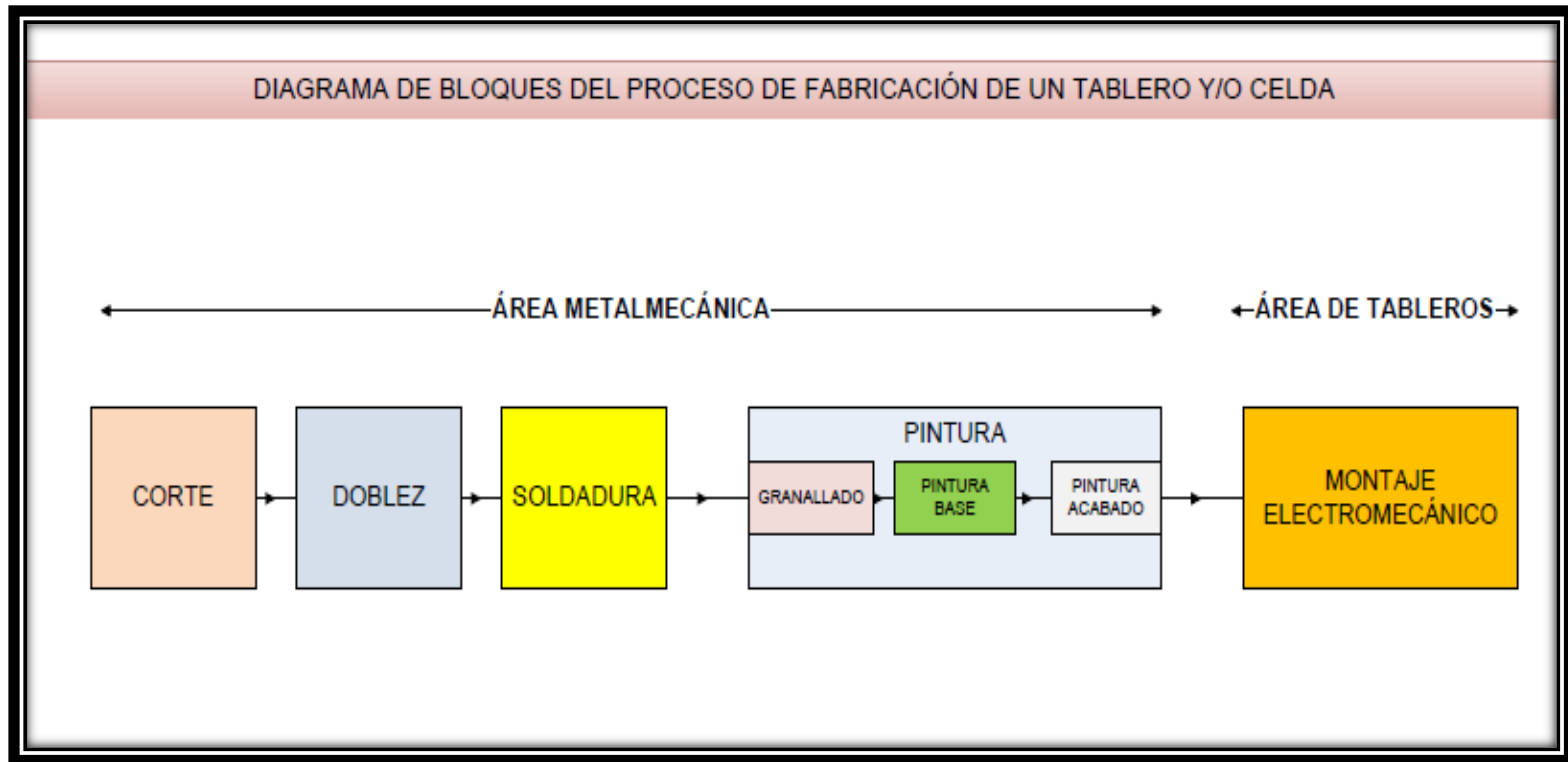 DIAGRAMA DE BLOQUES DEL PROCESO DE FABRICACIÓN DE UN TABLERO Y/O CELDA
ÁREA METALMECÁNICA
ÁREA DE TABLEROS
CORTE
DOBLEZ
SOLDADURA
PINTURA
GRANALLADO
PINTURA
BASE
PINTURA
ACABADO
MONTAJE
ELECTROMECÁNICO